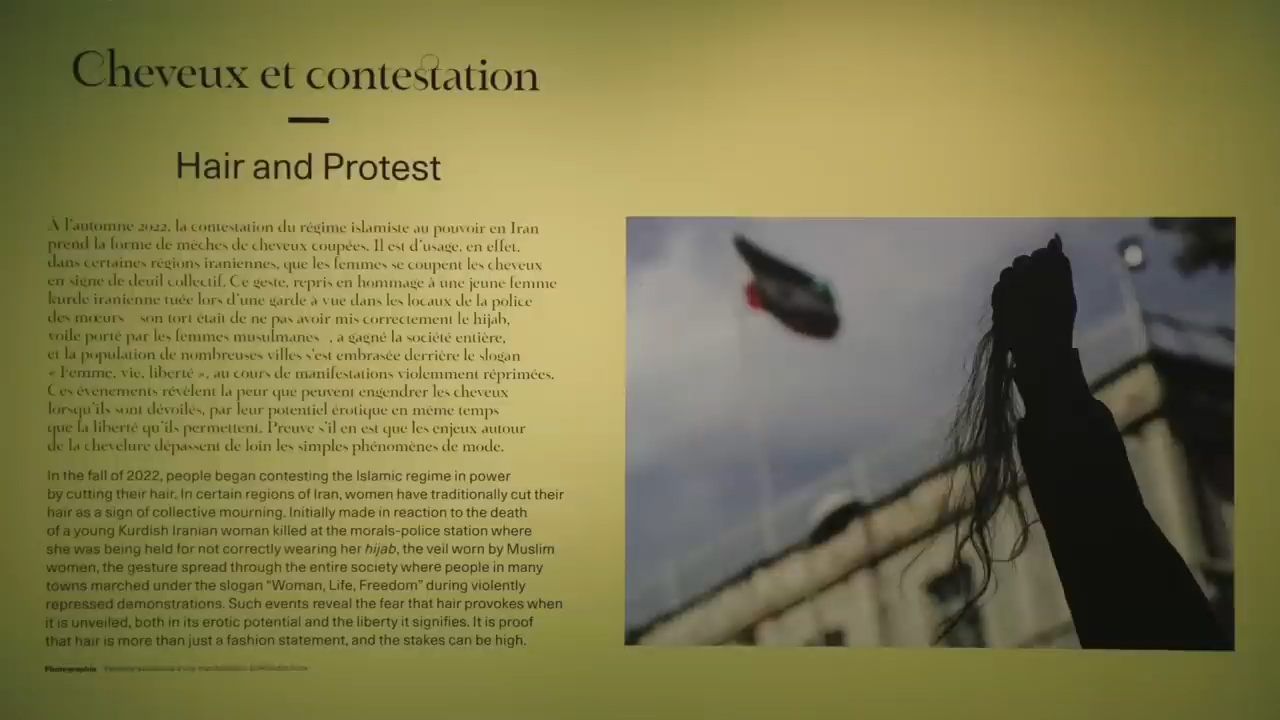 Cheveux et contestation
Hair and Protest
À l'automne 2022, la contestation du régime islamiste au pouvoir en Iran
prend la forme de mèches de cheveux coupées. Il est d'usage, en effet,
dans certaines régions iraniennes, que les femmes se coupent les cheveux
en signe de deuil collectif. Ce geste, repris en hommage à une jeune femme
kurde iranienne tuée lors d'une garde à vue dans les locaux de la police
des mœurs – son tort était de ne pas avoir mis correctement le hijab,
voile porté par les femmes musulmanes –, a gagné la société entière,
et la population de nombreuses villes s'est embrasée derrière le slogan
« Femme, vie, liberté », au cours de manifestations violemment réprimées.
Ces événements révèlent la peur que peuvent engendrer les cheveux
lorsqu'ils sont dévoilés, par leur potentiel érotique en même temps
que la liberté qu'ils permettent. Preuve s'il en est que les enjeux autour
de la chevelure dépassent de loin les simples phénomènes de mode.
In the fall of 2022, people began contesting the Islamic regime in power
by cutting their hair. In certain regions of Iran, women have traditionally cut their
hair as a sign of collective mourning. Initially made in reaction to the death
of a young Kurdish Iranian woman killed at the morals-police station where
she was being held for not correctly wearing her hijab, the veil worn by Muslim
women, the gesture spread through the entire society where people in many
towns marched under the slogan “Woman, Life, Freedom” during violently
repressed demonstrations. Such events reveal the fear that hair provokes when
it is unveiled, both in its erotic potential and the liberty it signifies. It is proof
that hair is more than just a fashion statement, and the stakes can be high.
Photographie